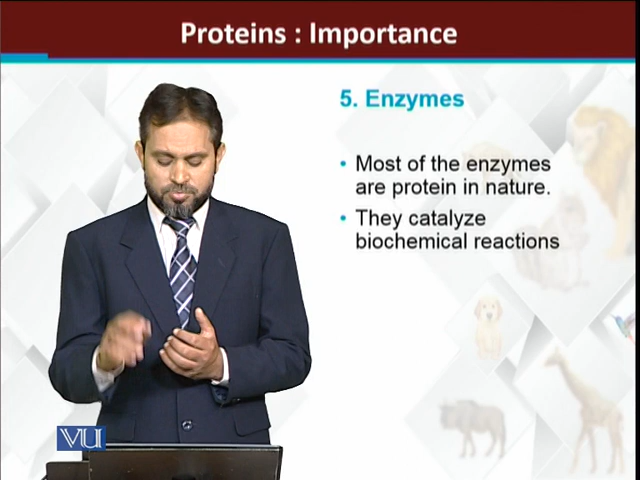 Proteins : Importance
5. Enzymes
• Most of the enzymes
are protein in nature.
• They catalyze
biochemical reactions
VU